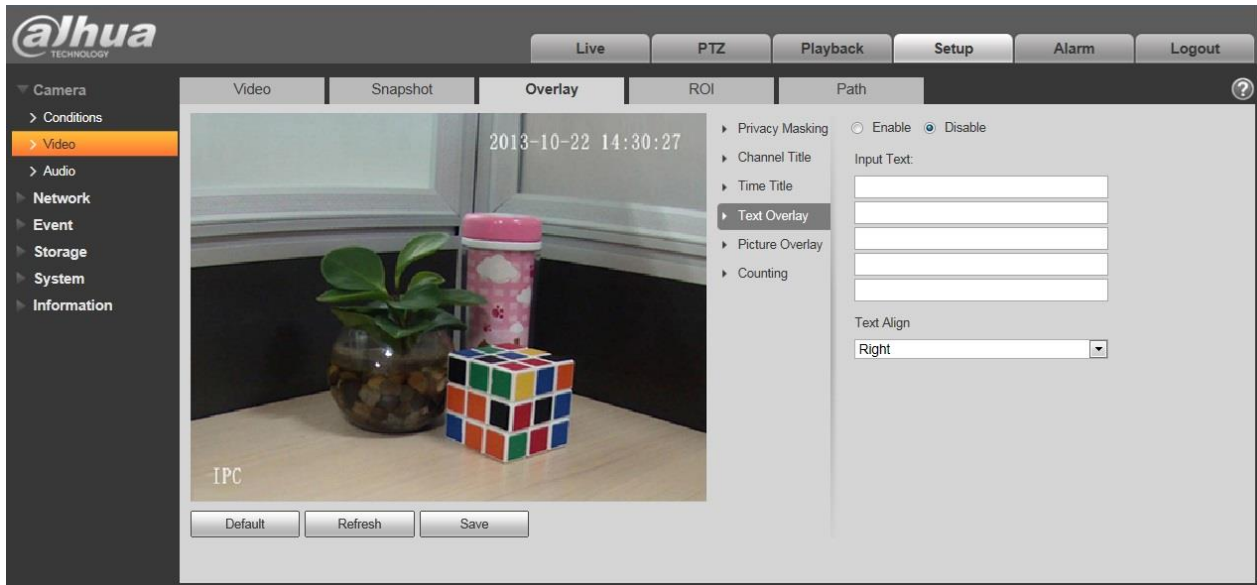 alhua
TECHNOLOGY
Live PTZ Playback Setup Alarm Logout
Camera
Conditions
Video
Audio
Network
Event
Storage
System
Information
Video Snapshot Overlay ROI Path
?
2013-10-22 14:30:27
IPC
Default Refresh Save
Privacy Masking
Channel Title
Time Title
Text Overlay
Picture Overlay
Counting
Enable Disable
Input Text:
Text Align
Right